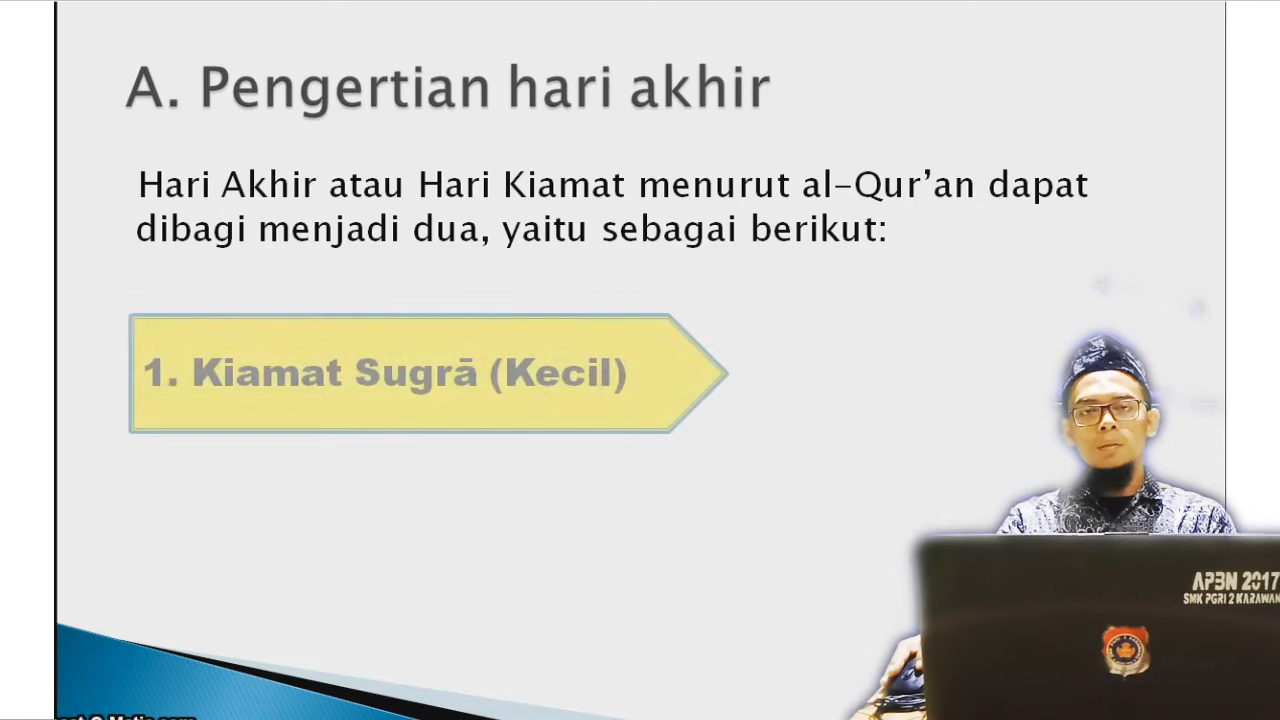 A. Pengertian hari akhir
Hari Akhir atau Hari Kiamat menurut al-Qur’an dapat
dibagi menjadi dua, yaitu sebagai berikut:
1. Kiamat Sugrā (Kecil)
APBN 2017
SMK PGRI 2 KARAWAN